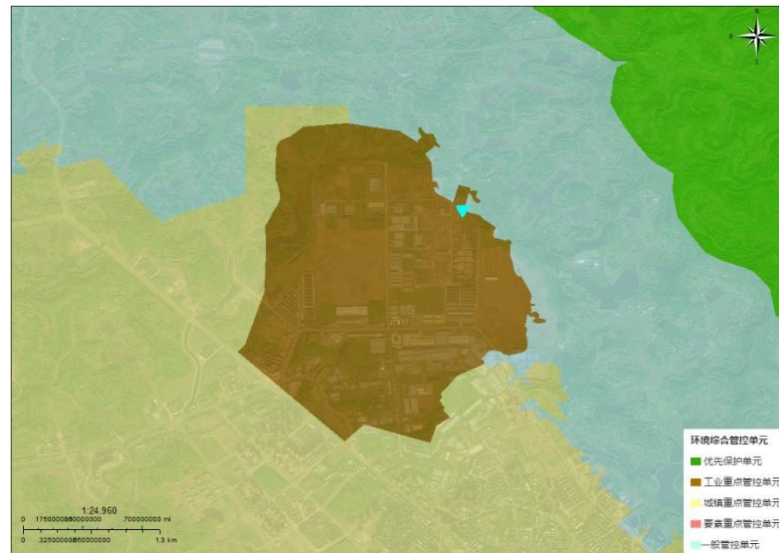 N
S
环境综合管控单元
优先保护单元
工业重点管控单元
城镇重点管控单元
要素重点管控单元
一般管控单元
1:24,960
0
mi
0
1.3 km